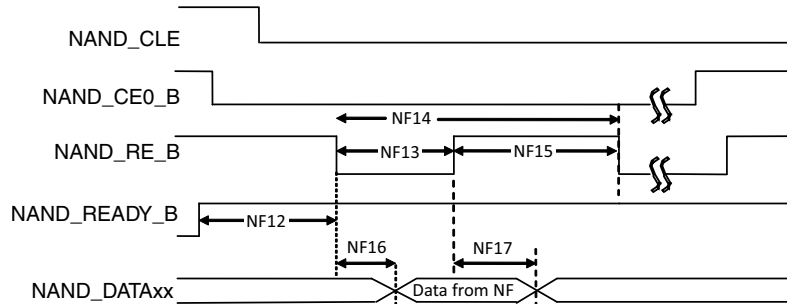 NAND_CLE
NAND_CE0_B
NF14
NAND_RE_B
NF13
NF15
NAND_READY_B
NF12
NF16
NF17
NAND_DATAxx
Data from NF